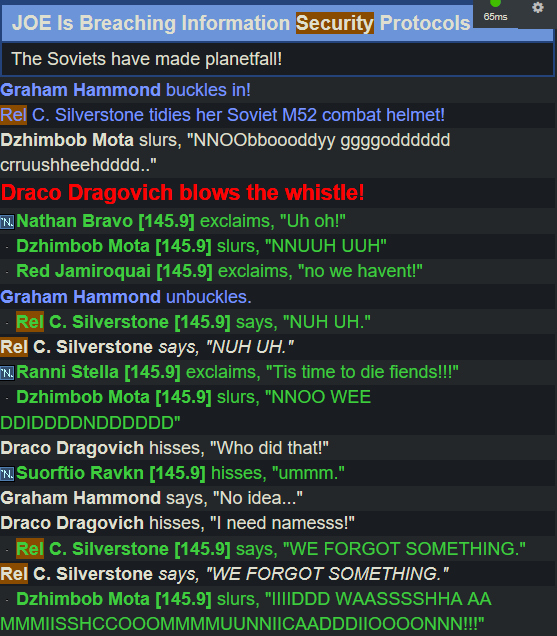 JOE Is Breaching Information Security Protocols
65ms
The Soviets have made planetfall!
Graham Hammond buckles in!
Rel C. Silverstone tidies her Soviet M52 combat helmet!
Dzhimbob Mota slurs, "NNOObboooddyy ggggodddddd
crruushheehdddd.."
Draco Dragovich blows the whistle!
Nathan Bravo [145.9] exclaims, "Uh oh!"
- Dzhimbob Mota [145.9] slurs, "NNUUH UUH"
- Red Jamiroquai [145.9] exclaims, "no we havent!"
Graham Hammond unbuckles.
- Rel C. Silverstone [145.9] says, "NUH UH."
Rel C. Silverstone says, "NUH UH."
Ranni Stella [145.9] exclaims, "Tis time to die fiends!!!"
- Dzhimbob Mota [145.9] slurs, "NNOO WEE
DDIDDDDNDDDDDD"
Draco Dragovich hisses, "Who did that!"
Suorftio Ravkn [145.9] hisses, "ummm."
Graham Hammond says, "No idea..."
Draco Dragovich hisses, "I need namesss!"
- Rel C. Silverstone [145.9] says, "WE FORGOT SOMETHING."
Rel C. Silverstone says, "WE FORGOT SOMETHING."
- Dzhimbob Mota [145.9] slurs, "IIIIDDD WAASSSSHHA AA
MMMIISSHCCOOOMMMMUUNNIICAADDDIIOOOONNN!!!"